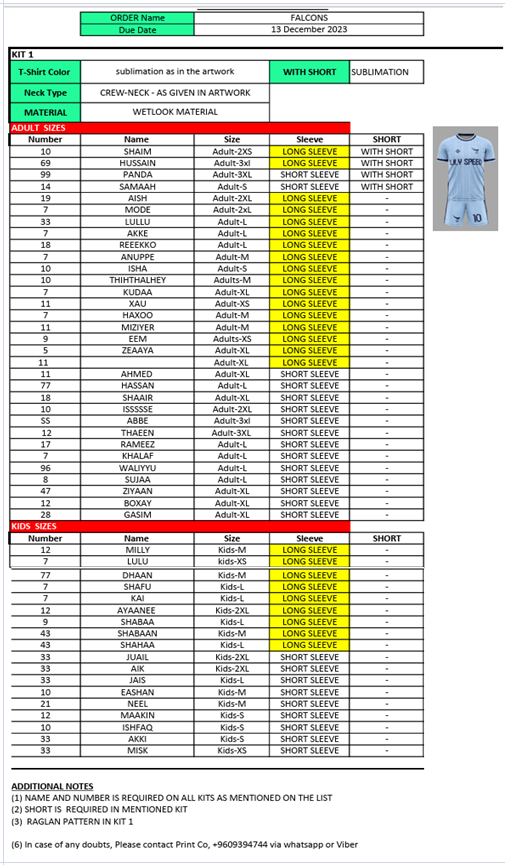 ORDER Name FALCONS
Due Date 13 December 2023
KIT 1
T-Shirt Color sublimation as in the artwork WITH SHORT SUBLIMATION
Neck Type CREW-NECK - AS GIVEN IN ARTWORK
MATERIAL WETLOOK MATERIAL
ADULT SIZES
Number Name Size Sleeve SHORT
10 SHAIM Adult-2XS LONG SLEEVE WITH SHORT
69 HUSSAIN Adult-3xl LONG SLEEVE WITH SHORT
99 PANDA Adult-3XL SHORT SLEEVE WITH SHORT
14 SAMAAH Adult-S SHORT SLEEVE WITH SHORT
19 AISH Adult-2XL LONG SLEEVE -
7 MODE Adult-2xL LONG SLEEVE -
33 LULLU Adult-L LONG SLEEVE -
7 AKKE Adult-L LONG SLEEVE -
18 REEEKKO Adult-L LONG SLEEVE -
7 ANUPPE Adult-M LONG SLEEVE -
10 ISHA Adult-S LONG SLEEVE -
10 THIHTHALHEY Adults-M LONG SLEEVE -
7 KUDAA Adult-XL LONG SLEEVE -
11 XAU Adult-XS LONG SLEEVE -
7 HAXOO Adult-M LONG SLEEVE -
11 MIZIYER Adult-M LONG SLEEVE -
9 EEM Adults-XS LONG SLEEVE -
5 ZEAAYA Adult-XL LONG SLEEVE -
11 Adult-XL LONG SLEEVE -
11 AHMED Adult-XL SHORT SLEEVE -
77 HASSAN Adult-L SHORT SLEEVE -
18 SHAAIR Adult-XL SHORT SLEEVE -
10 ISSSSSE Adult-2XL SHORT SLEEVE -
SS ABBE Adult-3xl SHORT SLEEVE -
12 THAEEN Adult-3XL SHORT SLEEVE -
17 RAMEEZ Adult-L SHORT SLEEVE -
7 KHALAF Adult-L SHORT SLEEVE -
96 WALIYYU Adult-L SHORT SLEEVE -
8 SUJAA Adult-L SHORT SLEEVE -
47 ZIYAAN Adult-XL SHORT SLEEVE -
12 BOXAY Adult-XL SHORT SLEEVE -
28 GASIM Adult-XL SHORT SLEEVE -
KIDS SIZES
Number Name Size Sleeve SHORT
12 MILLY Kids-M LONG SLEEVE -
7 LULU kids-XS LONG SLEEVE -
77 DHAAN Kids-M LONG SLEEVE -
7 SHAFU Kids-L LONG SLEEVE -
7 KAI Kids-L LONG SLEEVE -
12 AYAANEE Kids-2XL LONG SLEEVE -
9 SHABAA Kids-L LONG SLEEVE -
43 SHABAAN Kids-M LONG SLEEVE -
43 SHAHAA Kids-L LONG SLEEVE -
33 JUAIL Kids-2XL SHORT SLEEVE -
33 AIK Kids-2XL SHORT SLEEVE -
33 JAIS Kids-L SHORT SLEEVE -
10 EASHAN Kids-M SHORT SLEEVE -
21 NEEL Kids-M SHORT SLEEVE -
12 MAAKIN Kids-S SHORT SLEEVE -
10 ISHFAQ Kids-S SHORT SLEEVE -
33 AKKI Kids-S SHORT SLEEVE -
33 MISK Kids-XS SHORT SLEEVE -
LILY SPEED
10
ADDITIONAL NOTES
(1) NAME AND NUMBER IS REQUIRED ON ALL KITS AS MENTIONED ON THE LIST
(2) SHORT IS REQUIRED IN MENTIONED KIT
(3) RAGLAN PATTERN IN KIT 1
(6) In case of any doubts, Please contact Print Co, +9609394744 via whatsapp or Viber